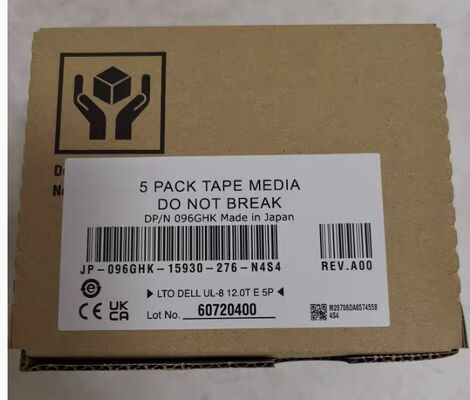 5 PACK TAPE MEDIA
DO NOT BREAK
DP/N 096GHK Made in Japan
JP-096GHK-15930-276-N4S4
REV.A00
LTO DELL UL-8 12.0T E 5P
UK
CA
CE
Lot No. 60720400